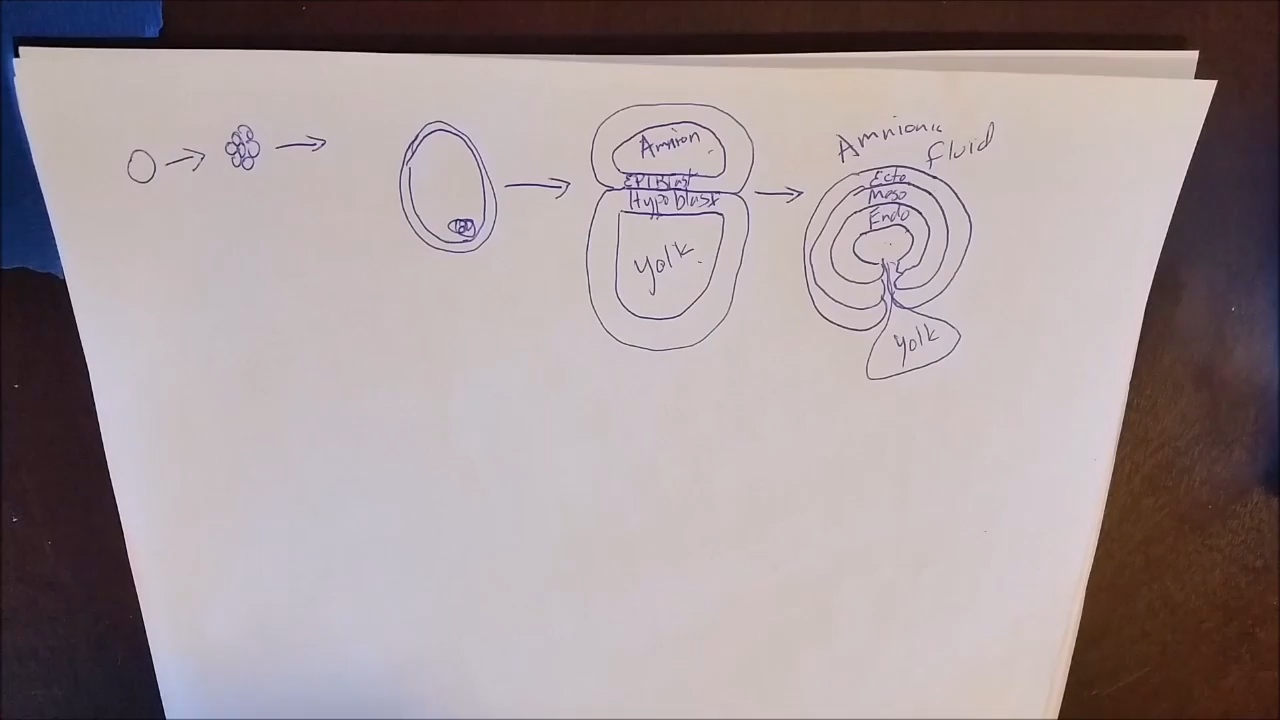 Amnion
EPIBlast
Hypoblast
yolk
Amnionic
fluid
Ecto
Meso
Endo
yolk